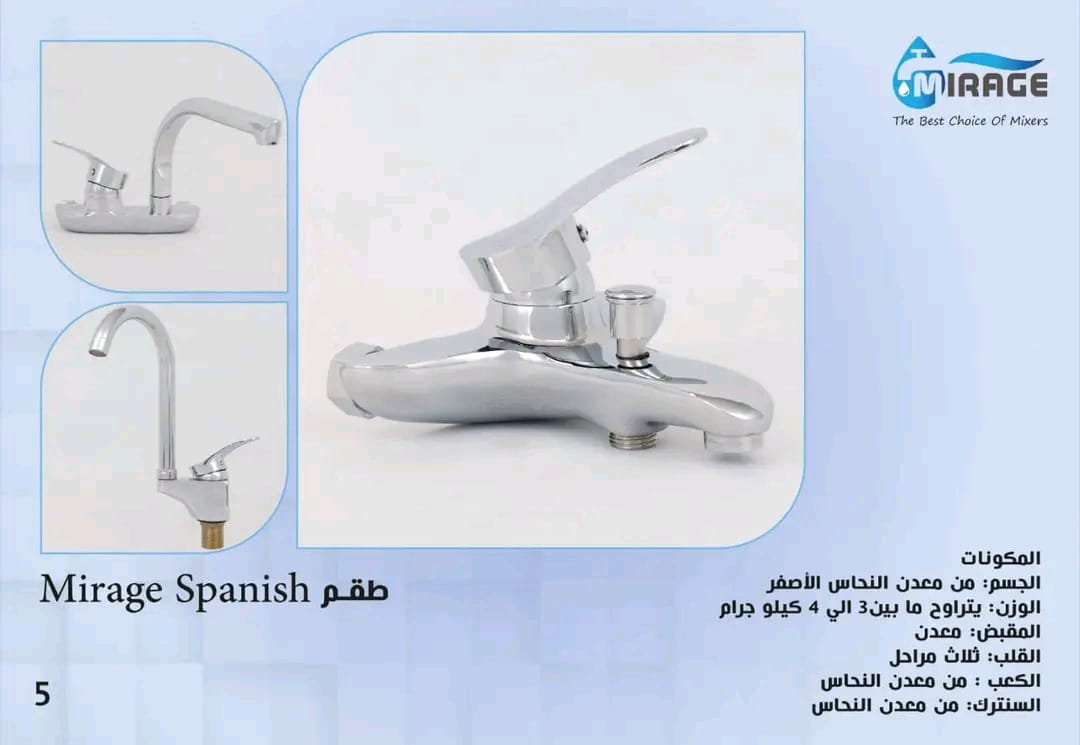 MIRAGE
The Best Choice Of Mixers
طقم Mirage Spanish
المكونات
الجسم: من معدن النحاس الأصفر
الوزن: يتراوح ما بين3 الي 4 كيلو جرام
المقبض: معدن
القلب: ثلاث مراحل
الكعب : من معدن النحاس
السنترك: من معدن النحاس
5